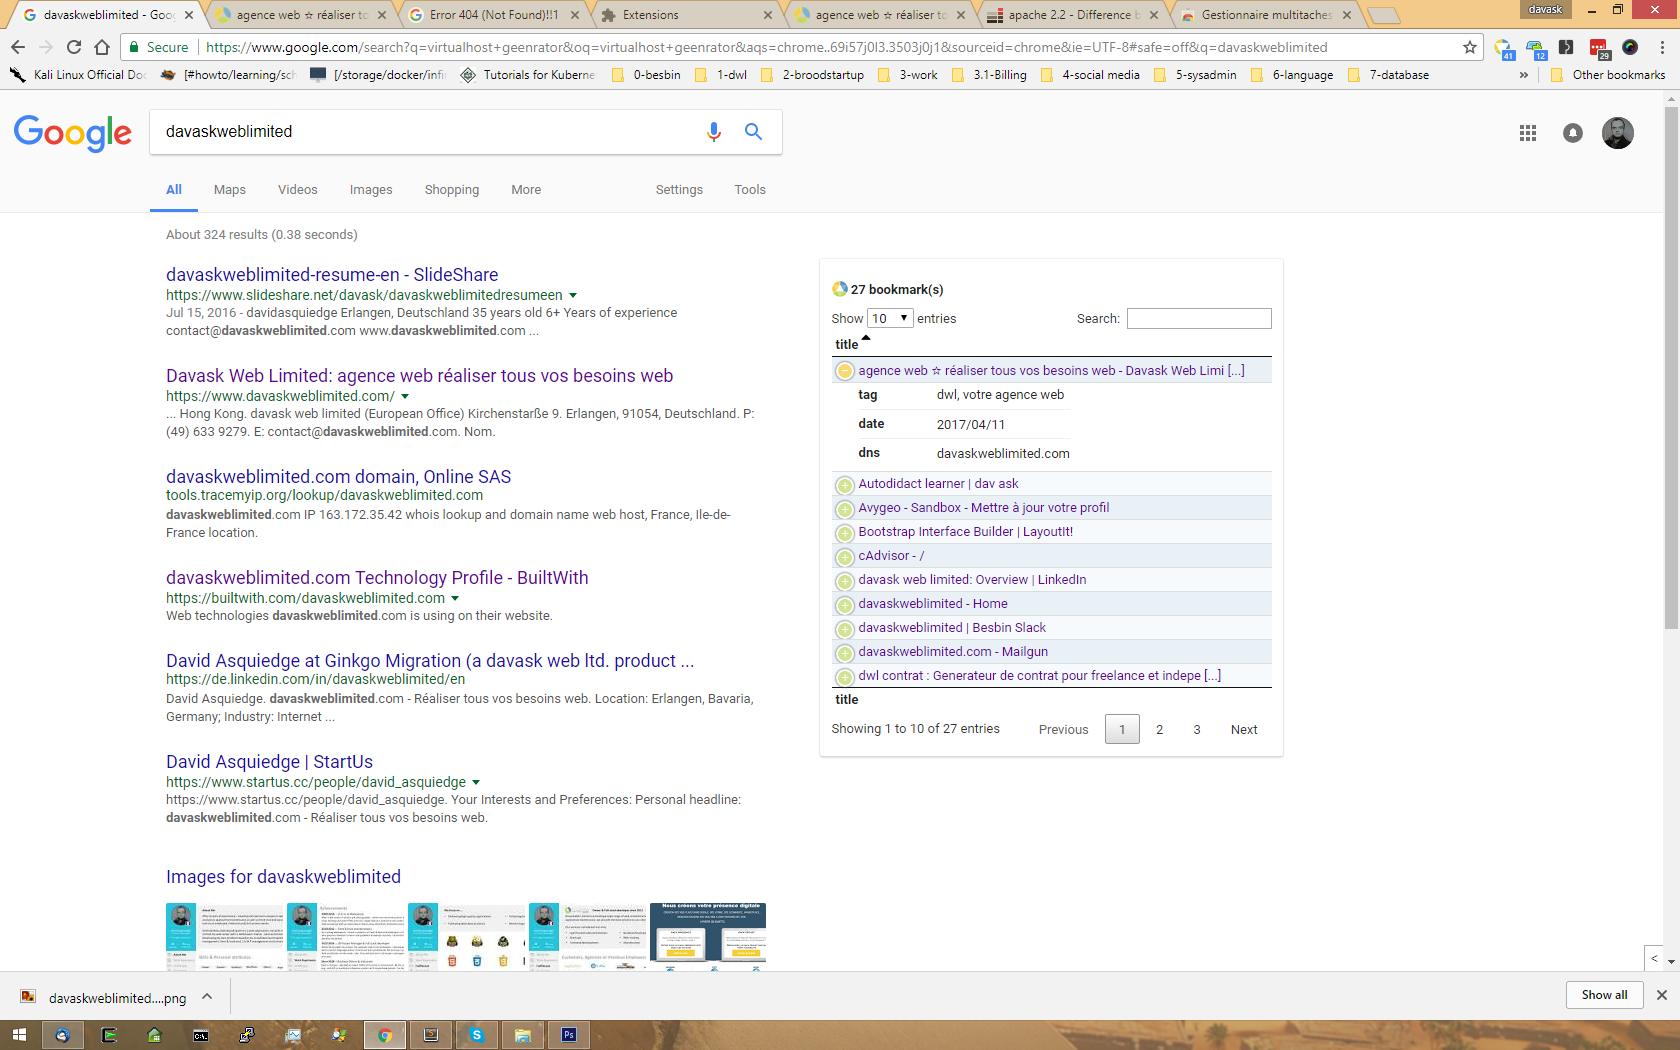 davaskweblimited - Goo
agence web ☆ réaliser to
Error 404 (Not Found)!!1
Extensions
agence web ☆ réaliser to
apache 2.2 - Difference b
Gestionnaire multitaches
davask
Secure
https://www.google.com/search?q=virtualhost+geenrator&oq=virtualhost+geenrator&aqs=chrome..69i57j0l3.3503j0j1&sourceid=chrome&ie=UTF-8#safe=off&q=davaskweblimited
41
12
29
Kali Linux Official Do
[#howto/learning/sch
[/storage/docker/infi
Tutorials for Kuberne
0-besbin
1-dwl
2-broodstartup
3-work
3.1-Billing
4-social media
5-sysadmin
6-language
7-database
»
Other bookmarks
Google
davaskweblimited
All
Maps
Videos
Images
Shopping
More
Settings
Tools
About 324 results (0.38 seconds)
davaskweblimited-resume-en - SlideShare
https://www.slideshare.net/davask/davaskweblimitedresumeen
Jul 15, 2016 - davidasquiedge Erlangen, Deutschland 35 years old 6+ Years of experience
contact@davaskweblimited.com www.davaskweblimited.com ...
Davask Web Limited: agence web réaliser tous vos besoins web
https://www.davaskweblimited.com/
... Hong Kong. davask web limited (European Office) Kirchenstarße 9. Erlangen, 91054, Deutschland. P:
(49) 633 9279. E: contact@davaskweblimited.com. Nom.
davaskweblimited.com domain, Online SAS
tools.tracemyip.org/lookup/davaskweblimited.com
davaskweblimited.com IP 163.172.35.42 whois lookup and domain name web host, France, Ile-de-
France location.
davaskweblimited.com Technology Profile - BuiltWith
https://builtwith.com/davaskweblimited.com
Web technologies davaskweblimited.com is using on their website.
David Asquiedge at Ginkgo Migration (a davask web ltd. product ...
https://de.linkedin.com/in/davaskweblimited/en
David Asquiedge. davaskweblimited.com - Réaliser tous vos besoins web. Location: Erlangen, Bavaria,
Germany; Industry: Internet ...
David Asquiedge | StartUs
https://www.startus.cc/people/david_asquiedge
https://www.startus.cc/people/david_asquiedge. Your Interests and Preferences: Personal headline:
davaskweblimited.com - Réaliser tous vos besoins web.
Images for davaskweblimited
Nous créons votre présence digitale
27 bookmark(s)
Show 10 entries
Search:
title
agence web ☆ réaliser tous vos besoins web - Davask Web Limi [...]
tag dwl, votre agence web
date 2017/04/11
dns davaskweblimited.com
Autodidact learner | dav ask
Avygeo - Sandbox - Mettre à jour votre profil
Bootstrap Interface Builder | LayoutIt!
cAdvisor - /
davask web limited: Overview | LinkedIn
davaskweblimited - Home
davaskweblimited | Besbin Slack
davaskweblimited.com - Mailgun
dwl contrat : Generateur de contrat pour freelance et indepe [...]
title
Showing 1 to 10 of 27 entries
Previous 1 2 3 Next
davaskweblimited....png
Show all
Ps